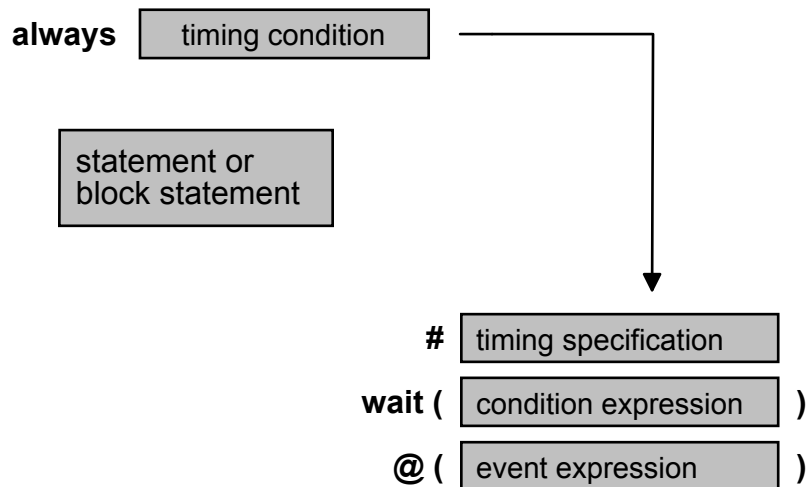 always timing condition
statement or
block statement
# timing specification
wait ( condition expression )
@ ( event expression )